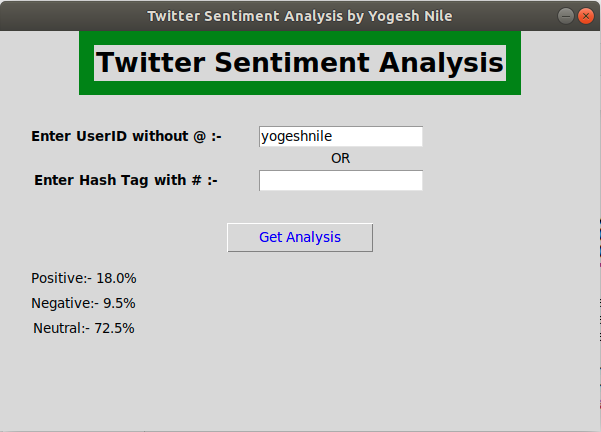 Twitter Sentiment Analysis by Yogesh Nile
Twitter Sentiment Analysis
Enter UserID without @ :- yogeshnile
OR
Enter Hash Tag with # :-
Get Analysis
Positive:- 18.0%
Negative:- 9.5%
Neutral:- 72.5%